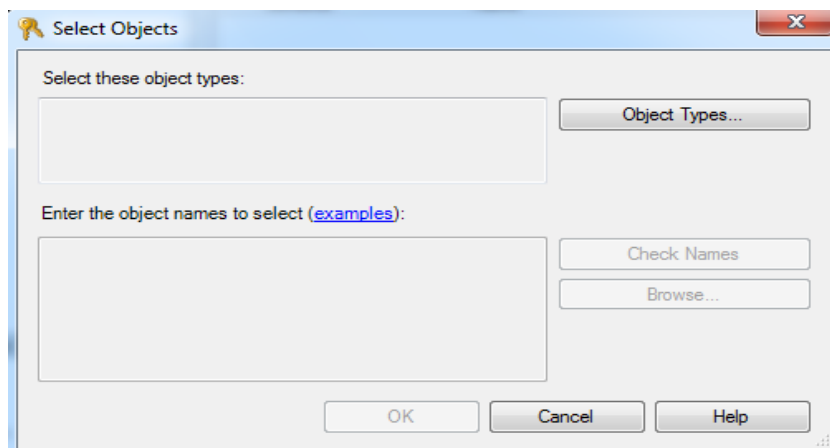 Select Objects
Select these object types:
Object Types...
Enter the object names to select (examples):
Check Names
Browse...
OK
Cancel
Help